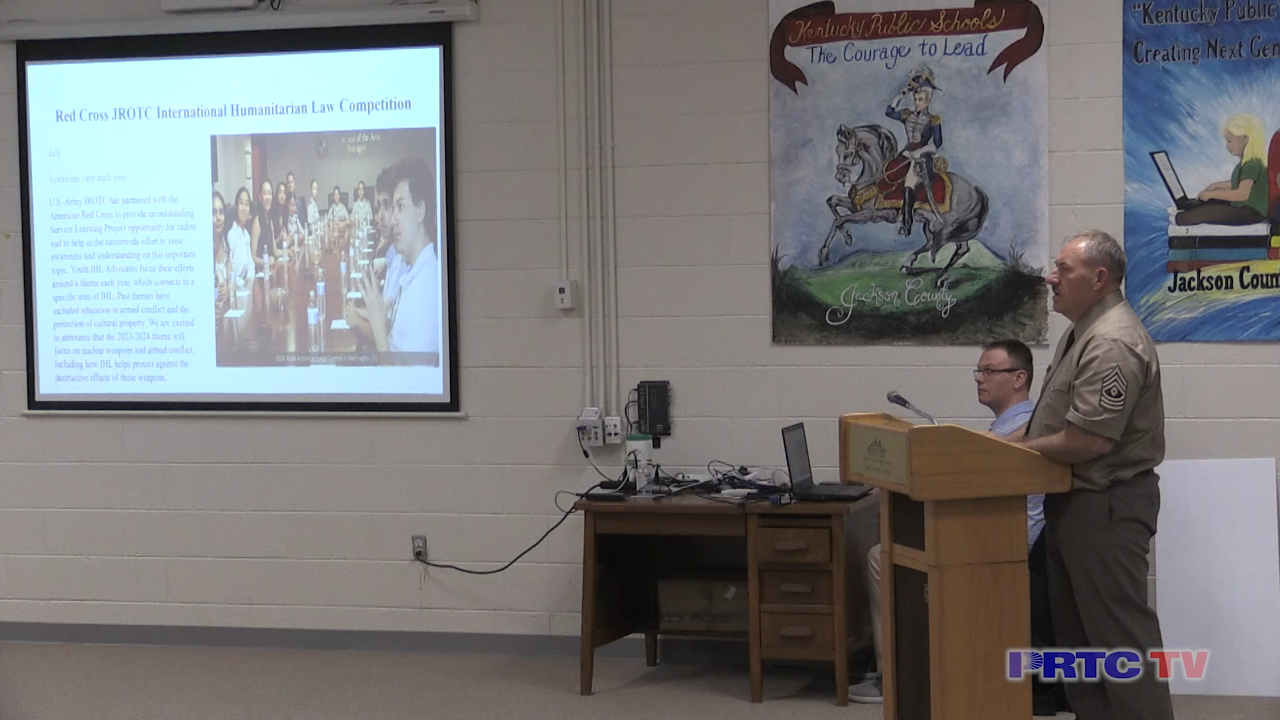 Red Cross JROTC International Humanitarian Law Competition
July
Locations vary each year
U.S. Army JROTC has partnered with the
American Red Cross to provide an outstanding
Service Learning Project opportunity for cadets
and to help in the nationwide effort to raise
awareness and understanding on this important
topic. Youth IHL Advocates focus their efforts
around a theme each year, which connects to a
specific area of IHL. Past themes have
included education in armed conflict and the
protection of cultural property. We are excited
to announce that the 2023-2024 theme will
focus on nuclear weapons and armed conflict,
including how IHL helps protect against the
destructive effects of these weapons.
of the Arts
Kentucky Public Schools
The Courage to Lead
Jackson County
"Kentucky Public
Creating Next Gen
Jackson Coun
PRTC TV